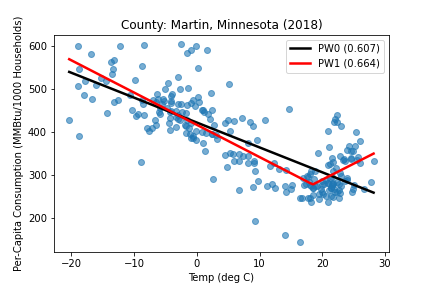 County: Martin, Minnesota (2018)
PW0 (0.607)
PW1 (0.664)
Per-Capita Consumption (MMBtu/1000 Households)
600
500
400
300
200
−20 −10 0 10 20 30
Temp (deg C)